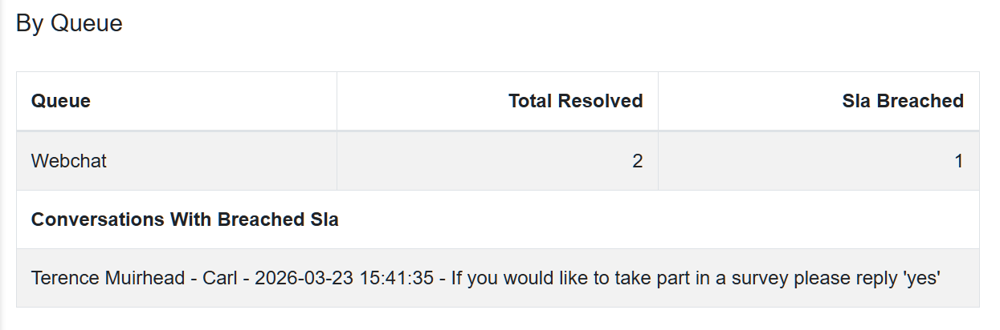 By Queue
Queue Total Resolved Sla Breached
Webchat 2 1
Conversations With Breached Sla
Terence Muirhead - Carl - 2026-03-23 15:41:35 - If you would like to take part in a survey please reply 'yes'